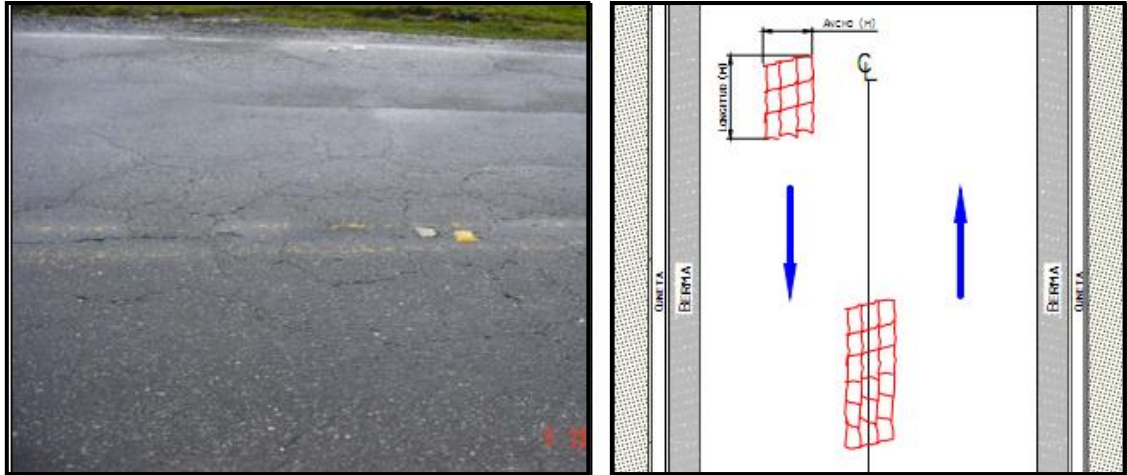 ANCHO (M)
LONGITUD (M)
CL
CUNETA
BERMA
BERMA
CUNETA